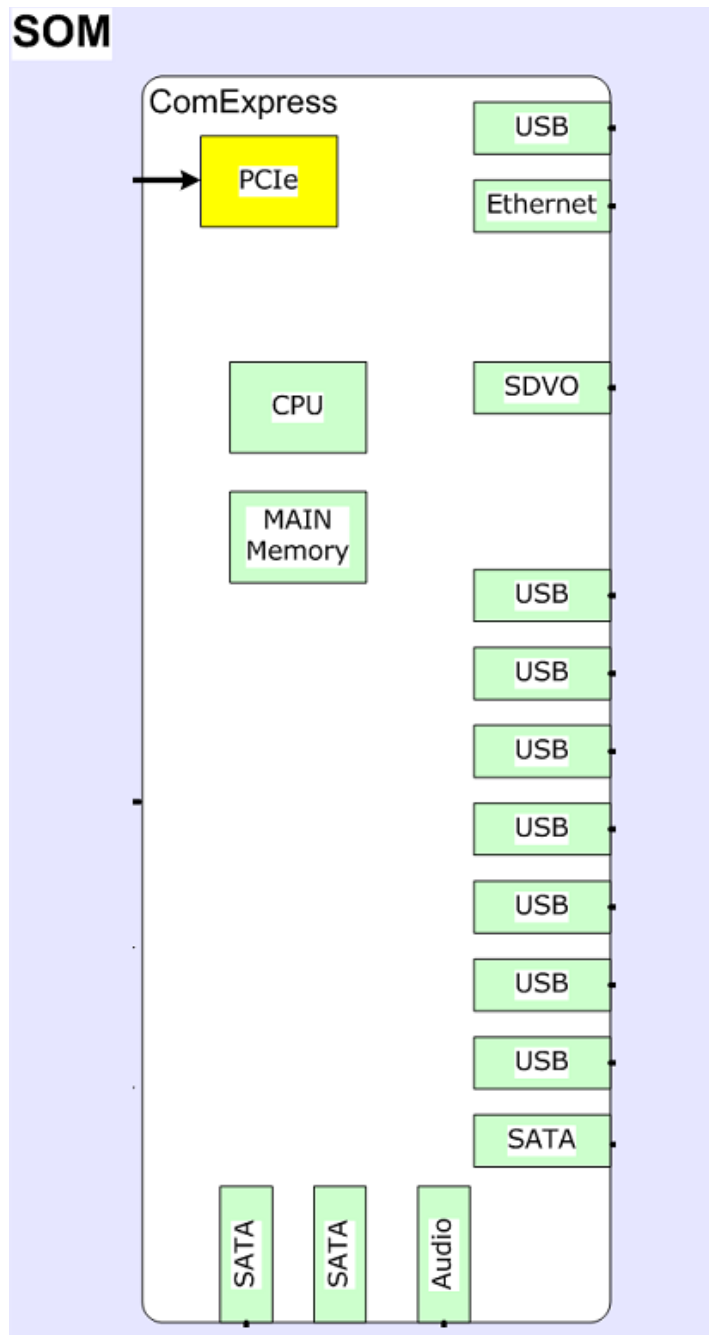 SOM
ComExpress
USB
PCIe
Ethernet
CPU
SDVO
MAIN
Memory
USB
USB
USB
USB
USB
USB
USB
SATA
SATA
SATA
Audio